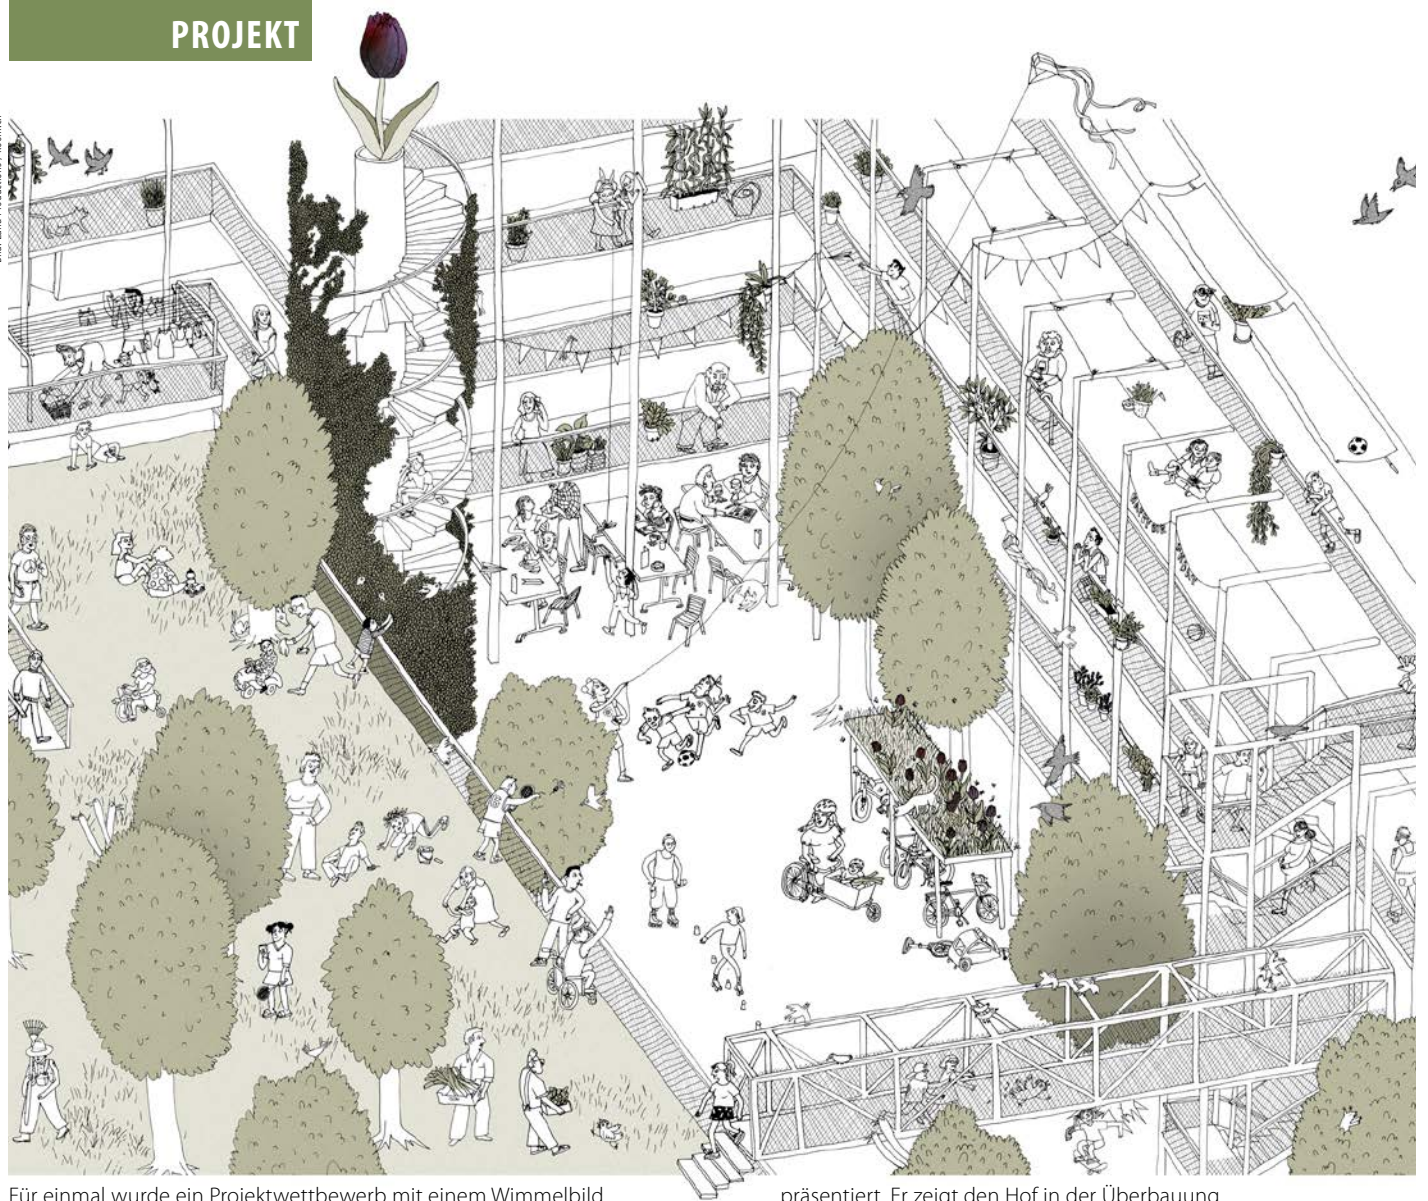 PROJEKT
Für einmal wurde ein Projektwettbewerb mit einem Wimmelbild
präsentiert. Er zeigt den Hof in der Überbauung